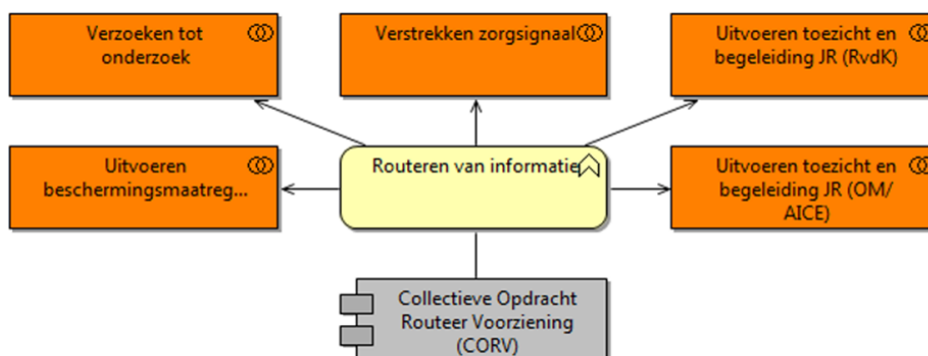 Verzoeken tot
onderzoek
Verstrekken zorgsignaal
Uitvoeren toezicht en
begeleiding JR (RvdK)
Uitvoeren
beschermingsmaatreg...
Routeren van informatie
Uitvoeren toezicht en
begeleiding JR (OM/
AICE)
Collectieve Opdracht
Routeer Voorziening
(CORV)